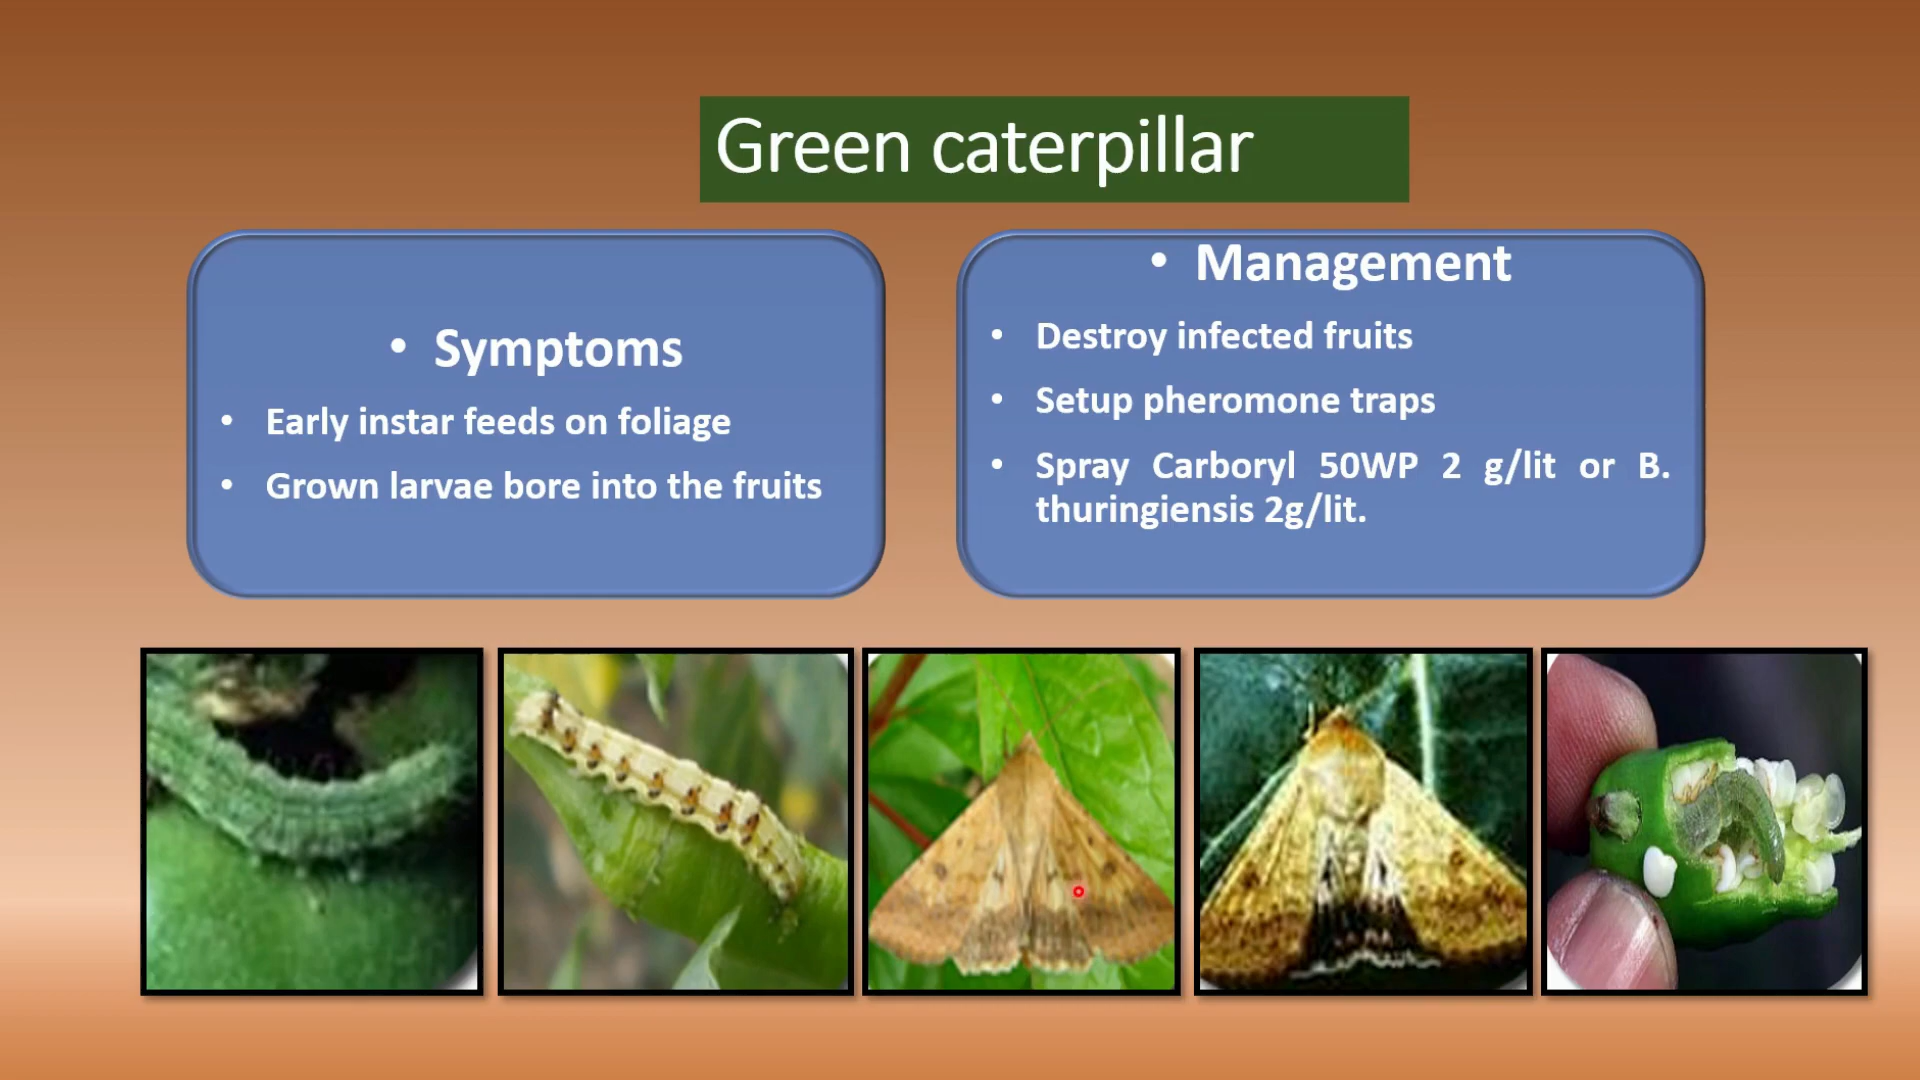 Green caterpillar
• Symptoms
• Early instar feeds on foliage
• Grown larvae bore into the fruits
• Management
• Destroy infected fruits
• Setup pheromone traps
• Spray Carboryl 50WP 2 g/lit or B.
thuringiensis 2g/lit.